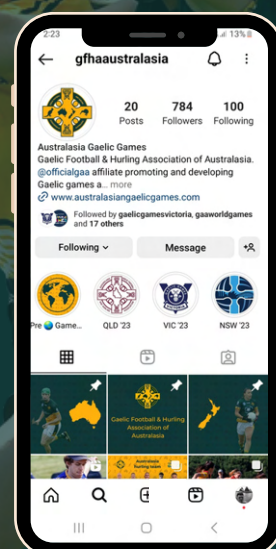 2:23
13%
gfhaaustralasia
20 784 100
Posts Followers Following
Australasia Gaelic Games
Gaelic Football & Hurling Association of Australasia.
@officialgaa affiliate promoting and developing
Gaelic games a... more
www.australasiangaelicgames.com
Followed by gaelicgamesvictoria, gaaworldgames
and 17 others
Following Message
Pre 🌏 Game... QLD '23 VIC '23 NSW '23
Gaelic Football & Hurling
Association of
Australasia